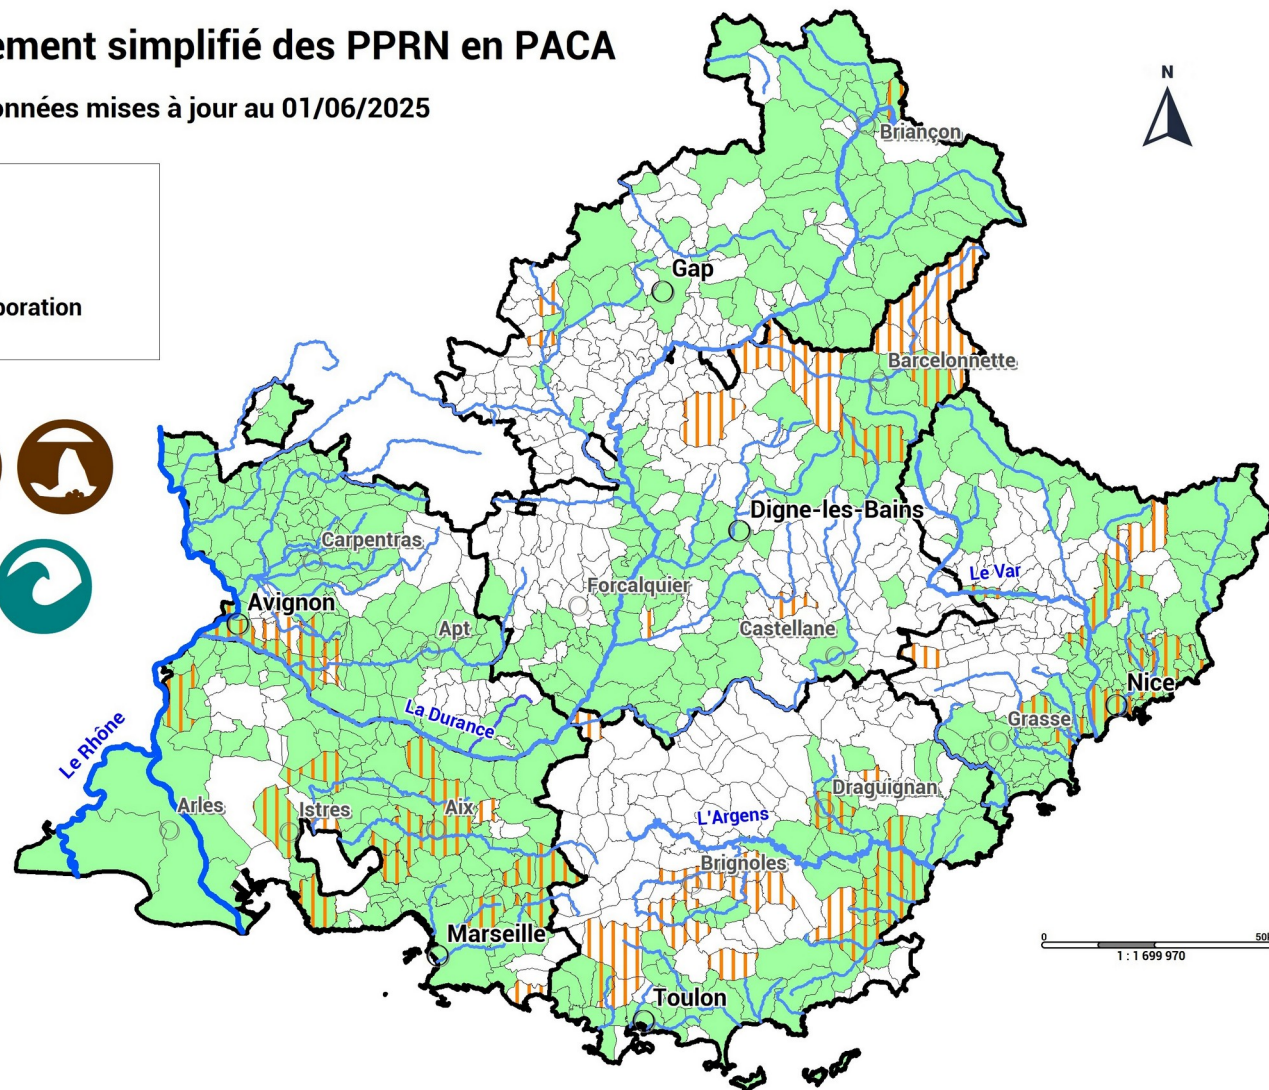 ement simplifié des PPRN en PACA
onnées mises à jour au 01/06/2025
N
Briançon
poration
Gap
Barcelonnette
Digne-les-Bains
Carpentras
Le Var
Forcalquier
Avignon
Apt
Castellane
Nice
La Durance
Grasse
Le Rhône
Draguignan
Arles
Istres
Aix
L'Argens
Brignoles
Marseille
0 50
1 : 1 699 970
Toulon